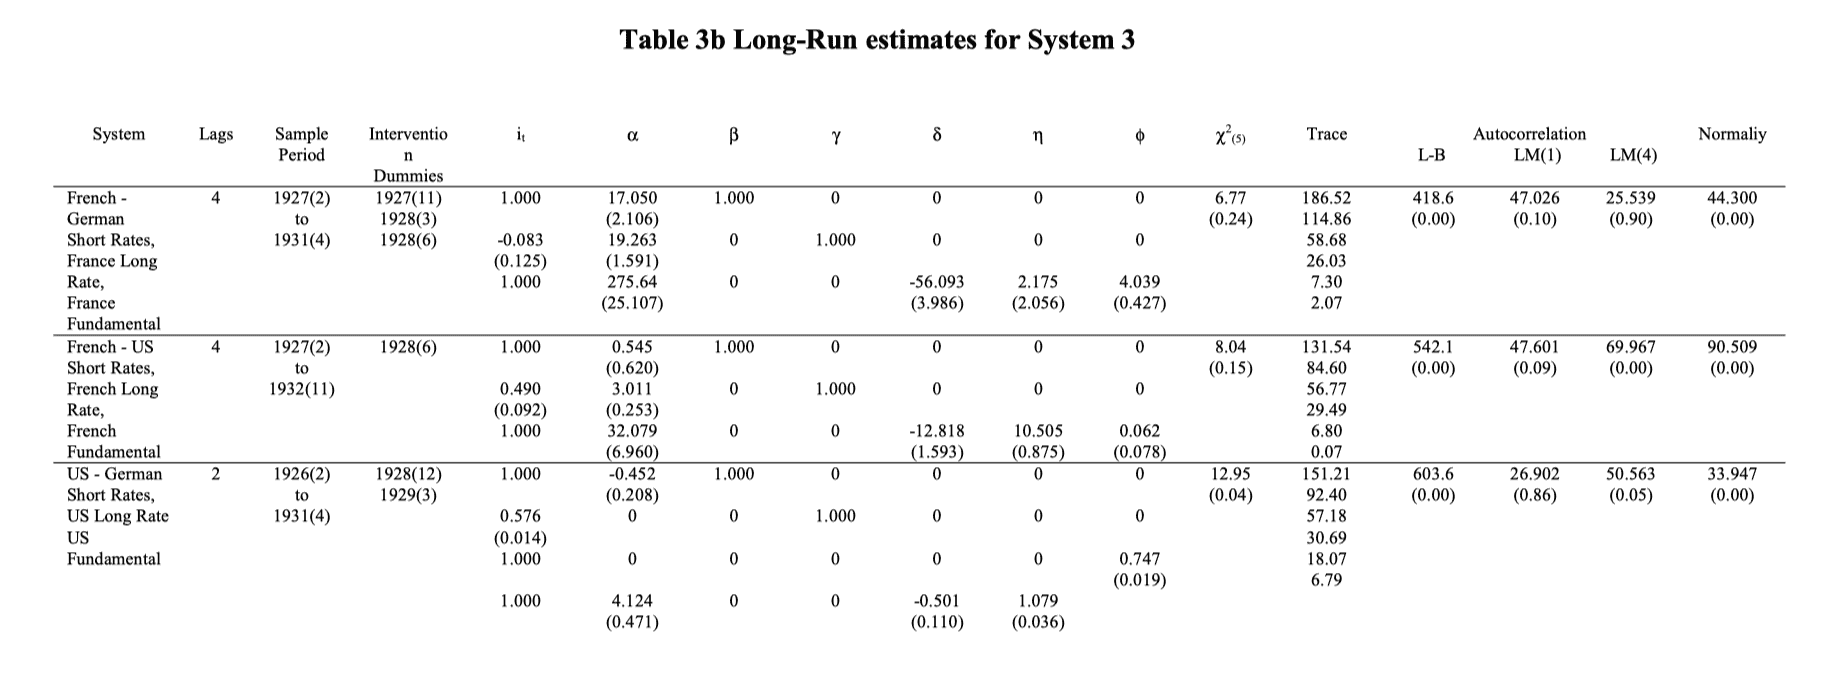 Table 3b Long-Run estimates for System 3
System Lags Sample Interventio iₜ α β γ δ η ϕ χ²(5) Trace Autocorrelation Normaliy
Period n L-B LM(1) LM(4)
Dummies
French - 4 1927(2) 1927(11) 1.000 17.050 1.000 0 0 0 0 6.77 186.52 418.6 47.026 25.539 44.300
German to 1928(3) (2.106) (0.24) 114.86 (0.00) (0.10) (0.90) (0.00)
Short Rates, 1931(4) 1928(6) -0.083 19.263 0 1.000 0 0 0 58.68
France Long (0.125) (1.591) 26.03
Rate, 1.000 275.64 0 0 -56.093 2.175 4.039 7.30
France (25.107) (3.986) (2.056) (0.427) 2.07
Fundamental
French - US 4 1927(2) 1928(6) 1.000 0.545 1.000 0 0 0 0 8.04 131.54 542.1 47.601 69.967 90.509
Short Rates, to (0.620) (0.15) 84.60 (0.00) (0.09) (0.00) (0.00)
French Long 1932(11) 0.490 3.011 0 1.000 0 0 0 56.77
Rate, (0.092) (0.253) 29.49
French 1.000 32.079 0 0 -12.818 10.505 0.062 6.80
Fundamental (6.960) (1.593) (0.875) (0.078) 0.07
US - German 2 1926(2) 1928(12) 1.000 -0.452 1.000 0 0 0 0 12.95 151.21 603.6 26.902 50.563 33.947
Short Rates, to 1929(3) (0.208) (0.04) 92.40 (0.00) (0.86) (0.05) (0.00)
US Long Rate 1931(4) 0.576 0 0 1.000 0 0 0 57.18
US (0.014) 30.69
Fundamental 1.000 0 0 0 0 0 0.747 18.07
(0.019) 6.79
1.000 4.124 0 0 -0.501 1.079
(0.471) (0.110) (0.036)